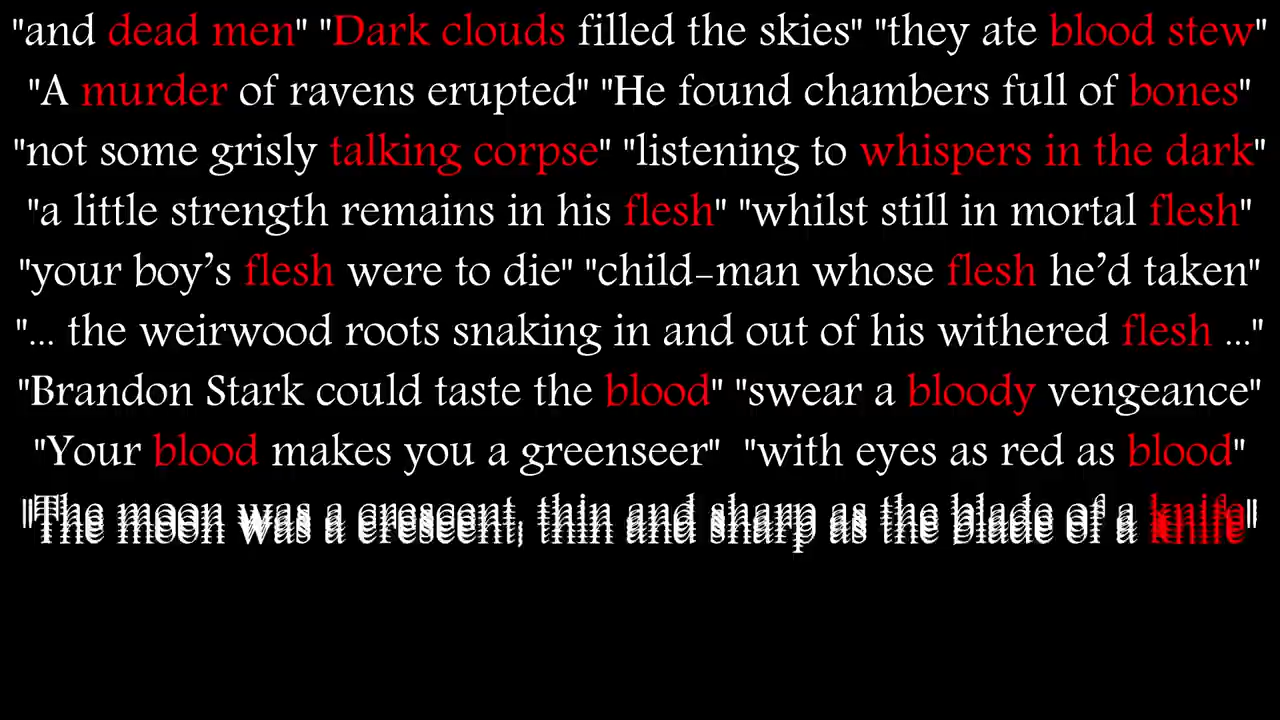 "and dead men" "Dark clouds filled the skies" "they ate blood stew"
"A murder of ravens erupted" "He found chambers full of bones"
"not some grisly talking corpse" "listening to whispers in the dark"
"a little strength remains in his flesh" "whilst still in mortal flesh"
"your boy’s flesh were to die" "child-man whose flesh he’d taken"
"... the weirwood roots snaking in and out of his withered flesh ..."
"Brandon Stark could taste the blood" "swear a bloody vengeance"
"Your blood makes you a greenseer" "with eyes as red as blood"
"The moon was a crescent, thin and sharp as the blade of a knife"